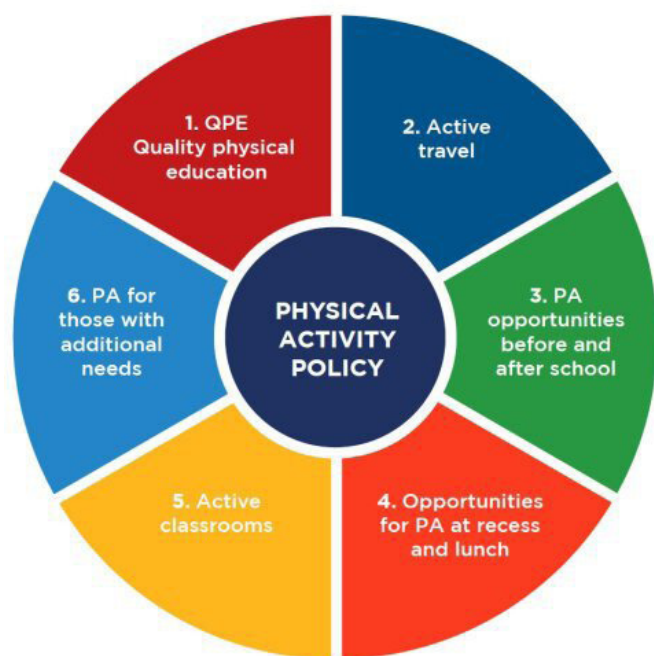 1. QPE
Quality physical
education
2. Active
travel
3. PA
opportunities
before and
after school
4. Opportunities
for PA at recess
and lunch
5. Active
classrooms
6. PA for
those with
additional
needs
PHYSICAL
ACTIVITY
POLICY